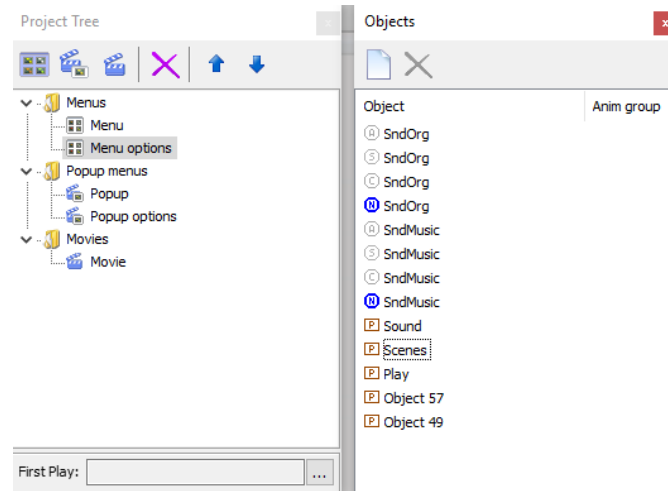 Project Tree
x
Menus
Menu
Menu options
Popup menus
Popup
Popup options
Movies
Movie
First Play:
...
Objects
x
Object Anim group
A SndOrg
S SndOrg
C SndOrg
N SndOrg
A SndMusic
S SndMusic
C SndMusic
N SndMusic
P Sound
P Scenes
P Play
P Object 57
P Object 49